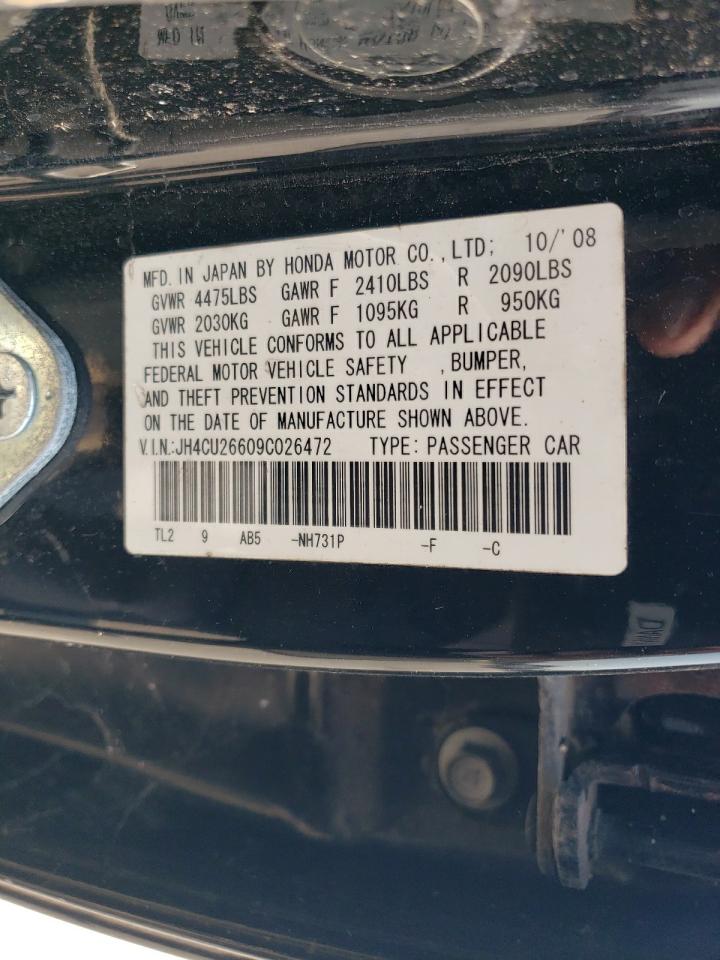 MFD. IN JAPAN BY HONDA MOTOR CO., LTD; 10/'08
GVWR 4475LBS GAWR F 2410LBS R 2090LBS
GVWR 2030KG GAWR F 1095KG R 950KG
THIS VEHICLE CONFORMS TO ALL APPLICABLE
FEDERAL MOTOR VEHICLE SAFETY , BUMPER,
AND THEFT PREVENTION STANDARDS IN EFFECT
ON THE DATE OF MANUFACTURE SHOWN ABOVE.
V.I.N.:JH4CU26609C026472 TYPE: PASSENGER CAR
TL2 9 AB5 -NH731P -F -C